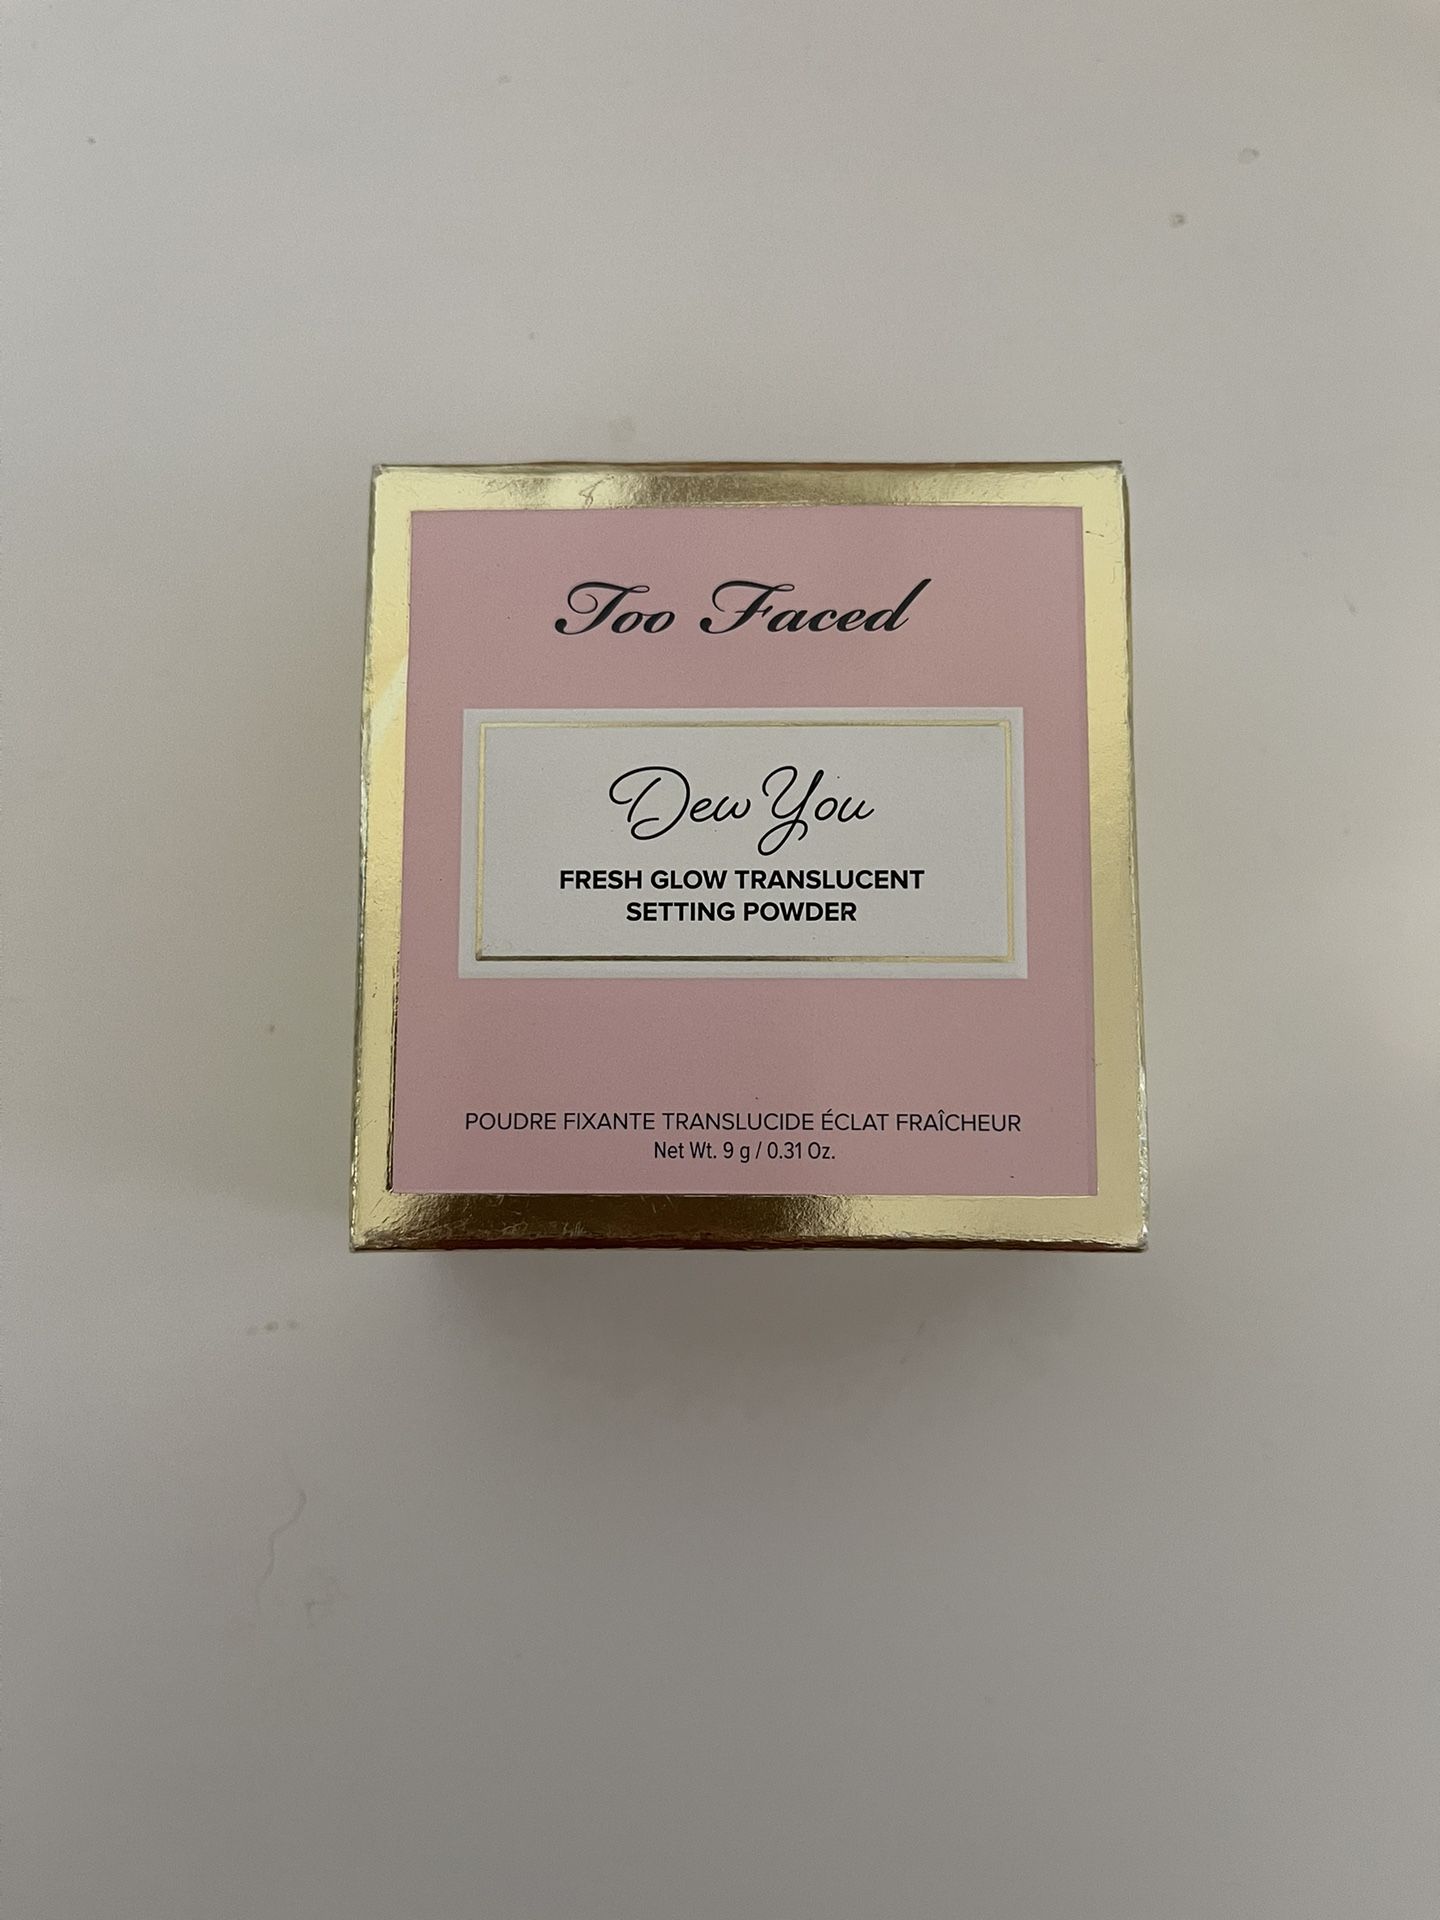 Too Faced
Dew You
FRESH GLOW TRANSLUCENT
SETTING POWDER
POUDRE FIXANTE TRANSLUCIDE ÉCLAT FRAÎCHEUR
Net Wt. 9 g / 0.31 Oz.